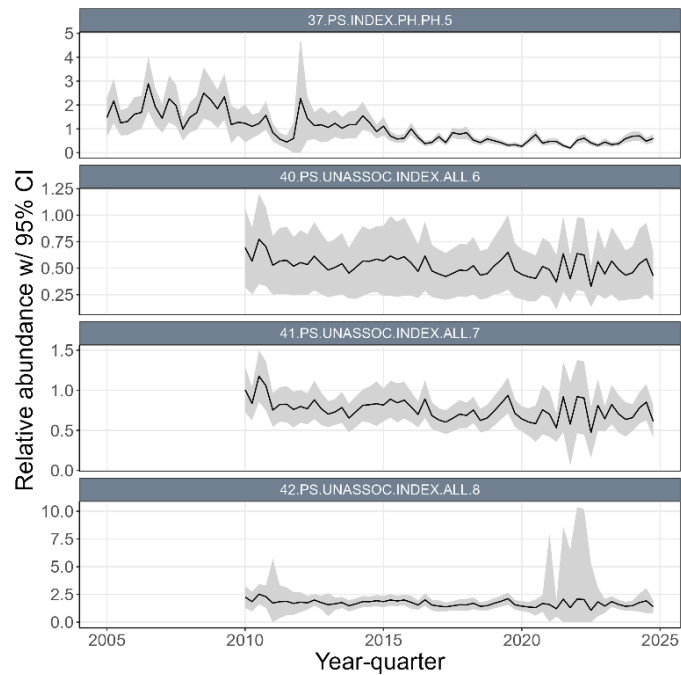 37.PS.INDEX.PH.PH.5
5
4
3
2
1
0
40.PS.UNASSOC.INDEX.ALL.6
1.25
1.00
0.75
0.50
0.25
41.PS.UNASSOC.INDEX.ALL.7
1.5
1.0
0.5
0.0
42.PS.UNASSOC.INDEX.ALL.8
10.0
7.5
5.0
2.5
0.0
2005 2010 2015 2020 2025
Year-quarter
Relative abundance w/ 95% CI